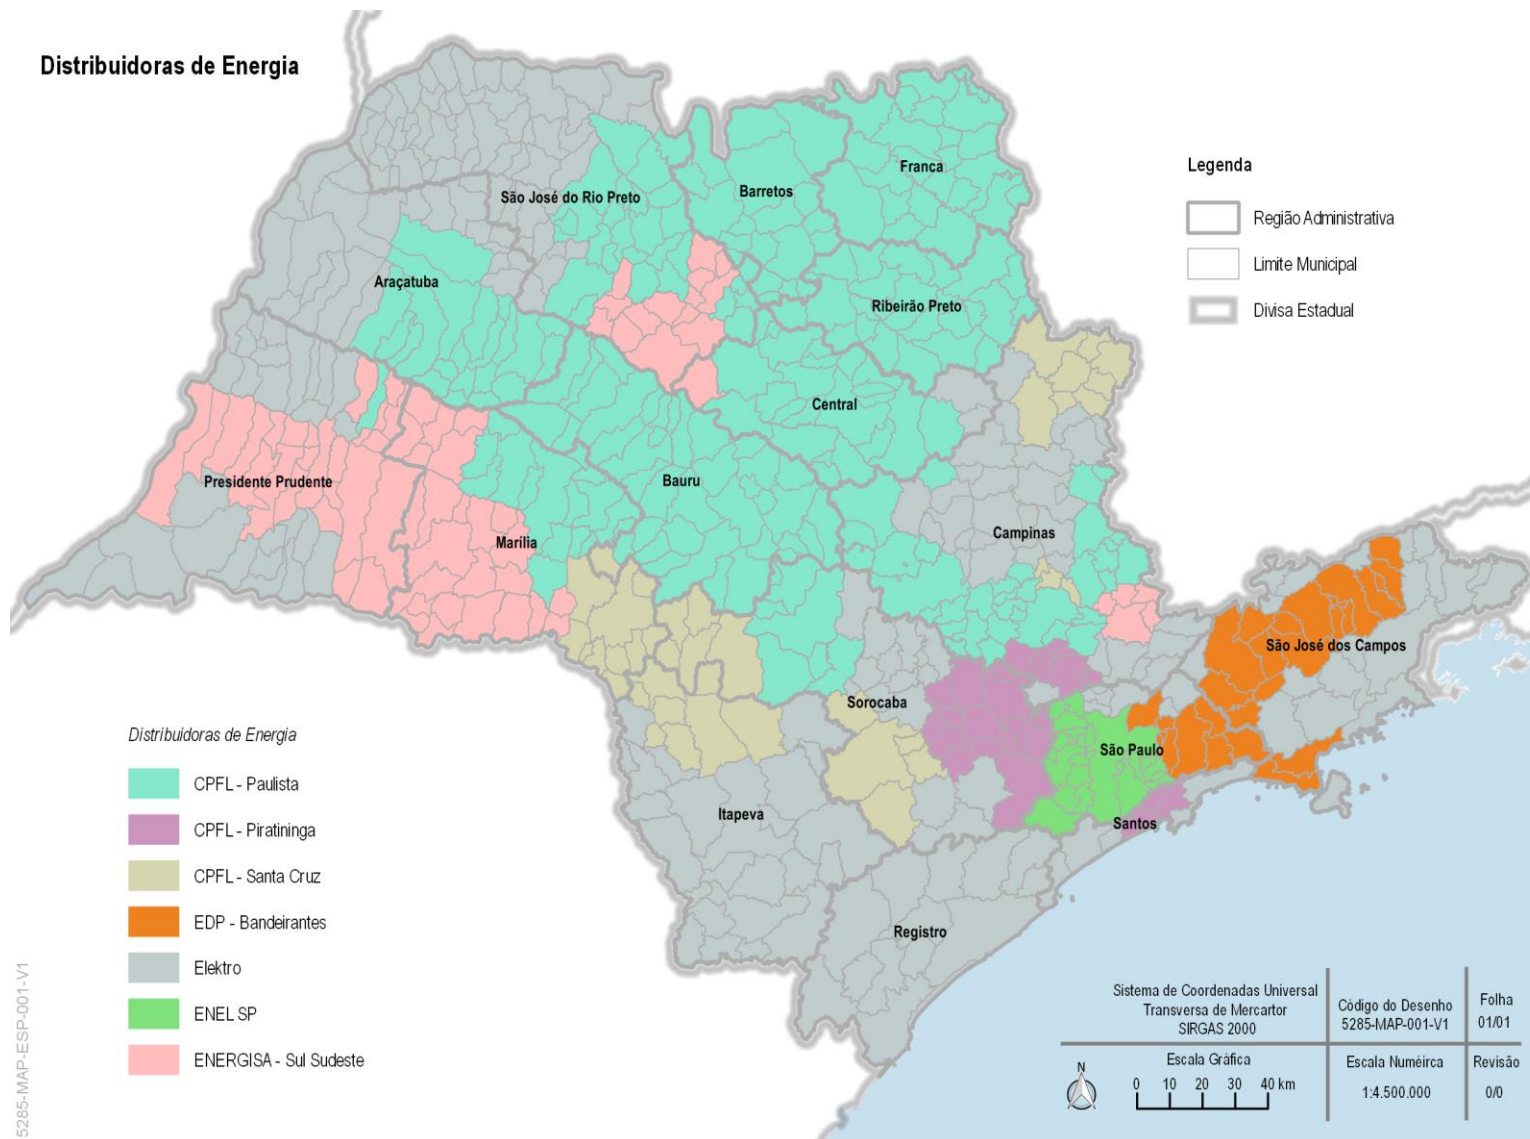 Distribuidoras de Energia
São José do Rio Preto
Barretos
Franca
Araçatuba
Ribeirão Preto
Central
Presidente Prudente
Bauru
Marília
Campinas
São José dos Campos
Sorocaba
São Paulo
Itapeva
Santos
Registro
Legenda
Região Administrativa
Limite Municipal
Divisa Estadual
Distribuidoras de Energia
CPFL - Paulista
CPFL - Piratininga
CPFL - Santa Cruz
EDP - Bandeirantes
Elektro
ENEL SP
ENERGISA - Sul Sudeste
5285-MAP-ESP-001-V1
Sistema de Coordenadas Universal
Transversa de Mercartor
SIRGAS 2000
Código do Desenho
5285-MAP-001-V1
Folha
01/01
N
Escala Gráfica
0 10 20 30 40 km
Escala Numéirca
1:4.500.000
Revisão
0/0